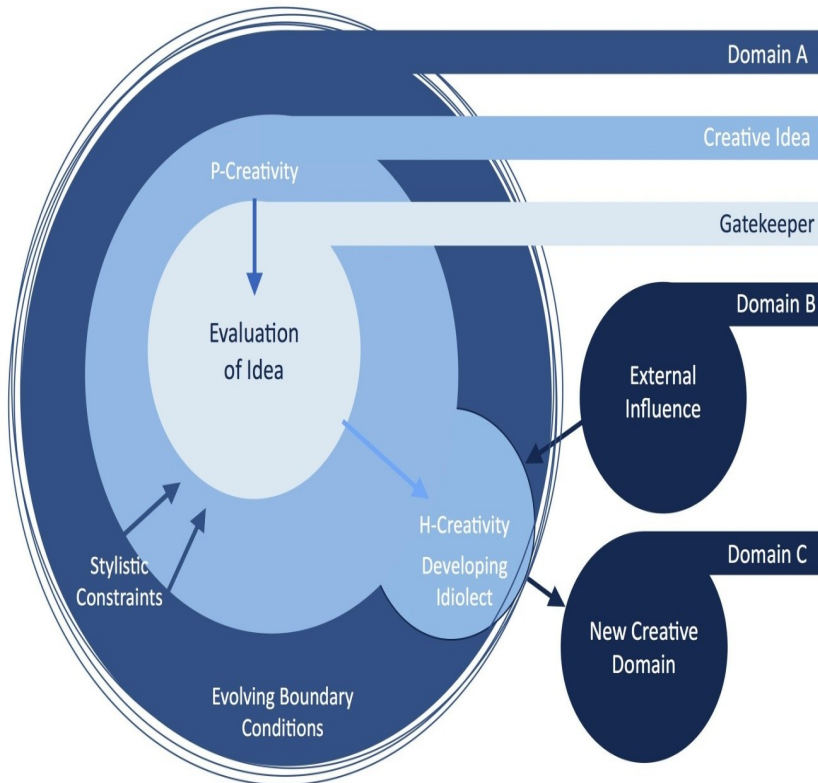 Domain A
Creative Idea
P-Creativity
Gatekeeper
Domain B
Evaluation
of Idea
External
Influence
H-Creativity
Developing
Idiolect
Stylistic
Constraints
Domain C
New Creative
Domain
Evolving Boundary
Conditions